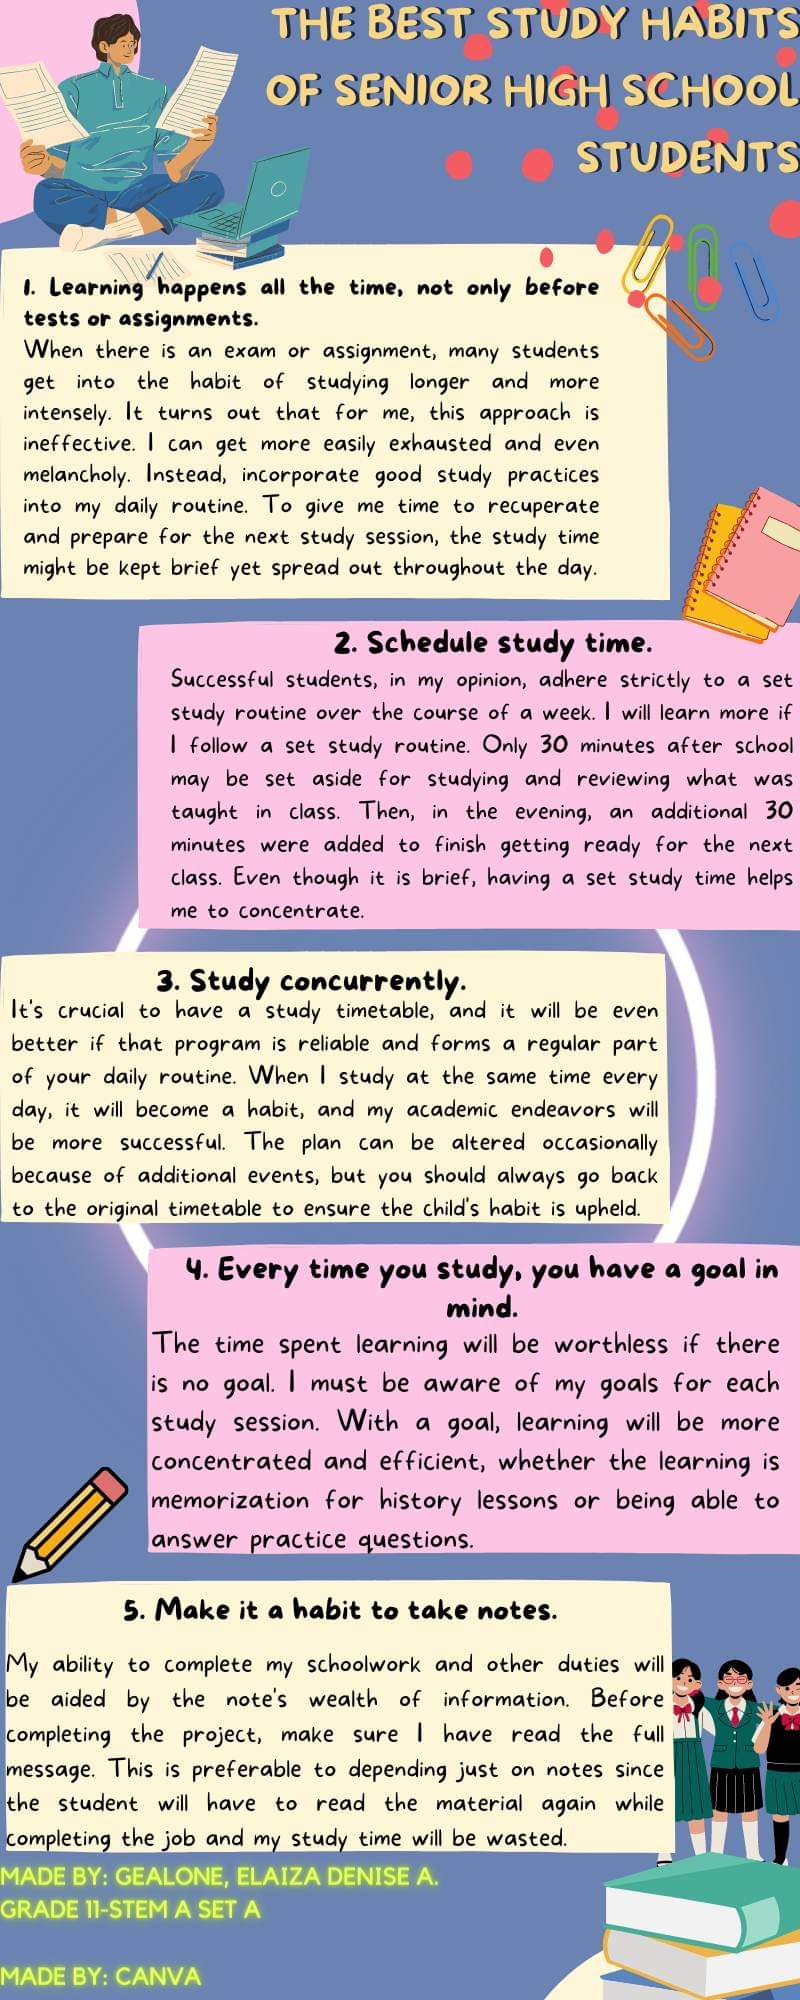 THE BEST STUDY HABITS
OF SENIOR HIGH SCHOOL
STUDENTS
1. Learning happens all the time, not only before
tests or assignments.
When there is an exam or assignment, many students
get into the habit of studying longer and more
intensely. It turns out that for me, this approach is
ineffective. I can get more easily exhausted and even
melancholy. Instead, incorporate good study practices
into my daily routine. To give me time to recuperate
and prepare for the next study session, the study time
might be kept brief yet spread out throughout the day.
2. Schedule study time.
Successful students, in my opinion, adhere strictly to a set
study routine over the course of a week. I will learn more if
I follow a set study routine. Only 30 minutes after school
may be set aside for studying and reviewing what was
taught in class. Then, in the evening, an additional 30
minutes were added to finish getting ready for the next
class. Even though it is brief, having a set study time helps
me to concentrate.
3. Study concurrently.
It's crucial to have a study timetable, and it will be even
better if that program is reliable and forms a regular part
of your daily routine. When I study at the same time every
day, it will become a habit, and my academic endeavors will
be more successful. The plan can be altered occasionally
because of additional events, but you should always go back
to the original timetable to ensure the child's habit is upheld.
4. Every time you study, you have a goal in
mind.
The time spent learning will be worthless if there
is no goal. I must be aware of my goals for each
study session. With a goal, learning will be more
concentrated and efficient, whether the learning is
memorization for history lessons or being able to
answer practice questions.
5. Make it a habit to take notes.
My ability to complete my schoolwork and other duties will
be aided by the note's wealth of information. Before
completing the project, make sure I have read the full
message. This is preferable to depending just on notes since
the student will have to read the material again while
completing the job and my study time will be wasted.
MADE BY: GEALONE, ELAIZA DENISE A.
GRADE 11-STEM A SET A
MADE BY: CANVA